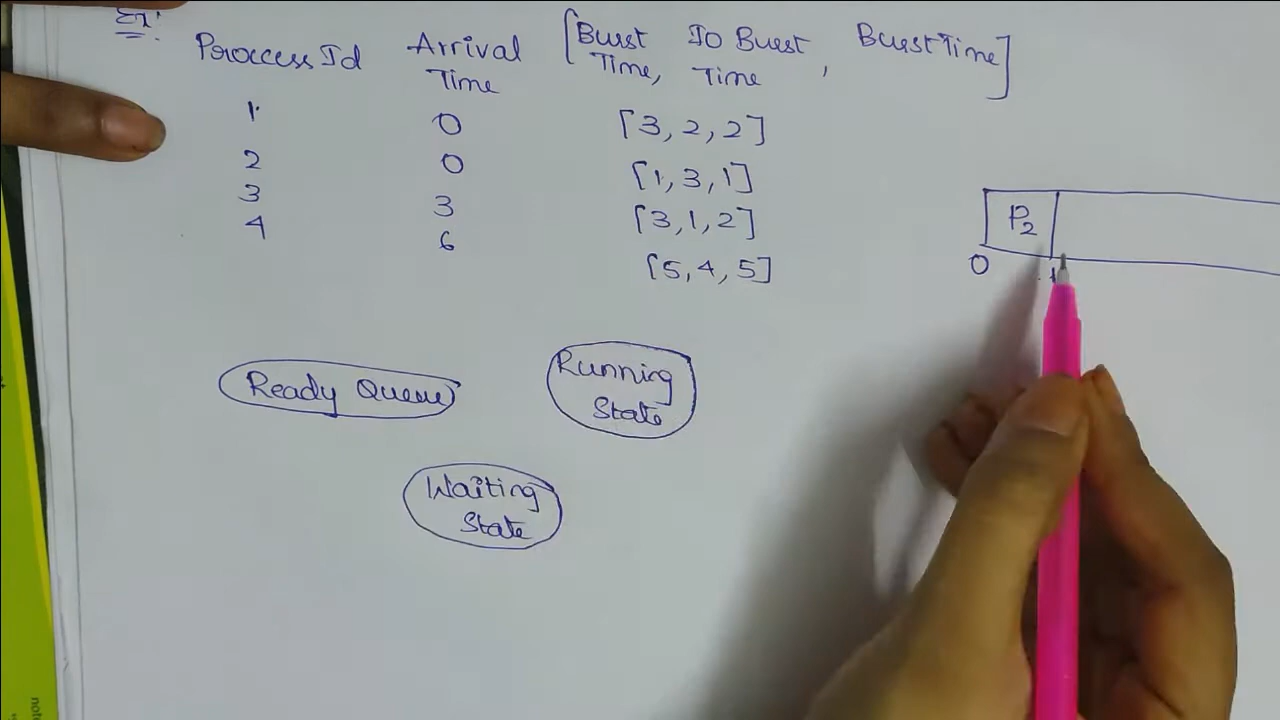 Ex:
Proccess Id Arrival Time [Burst Time, IO Burst Time, Burst Time]
1 0 [3, 2, 2]
2 0 [1, 3, 1]
3 3 [3, 1, 2]
4 6 [5, 4, 5]
P2
0 1
Ready Queue
Running
State
Waiting
State